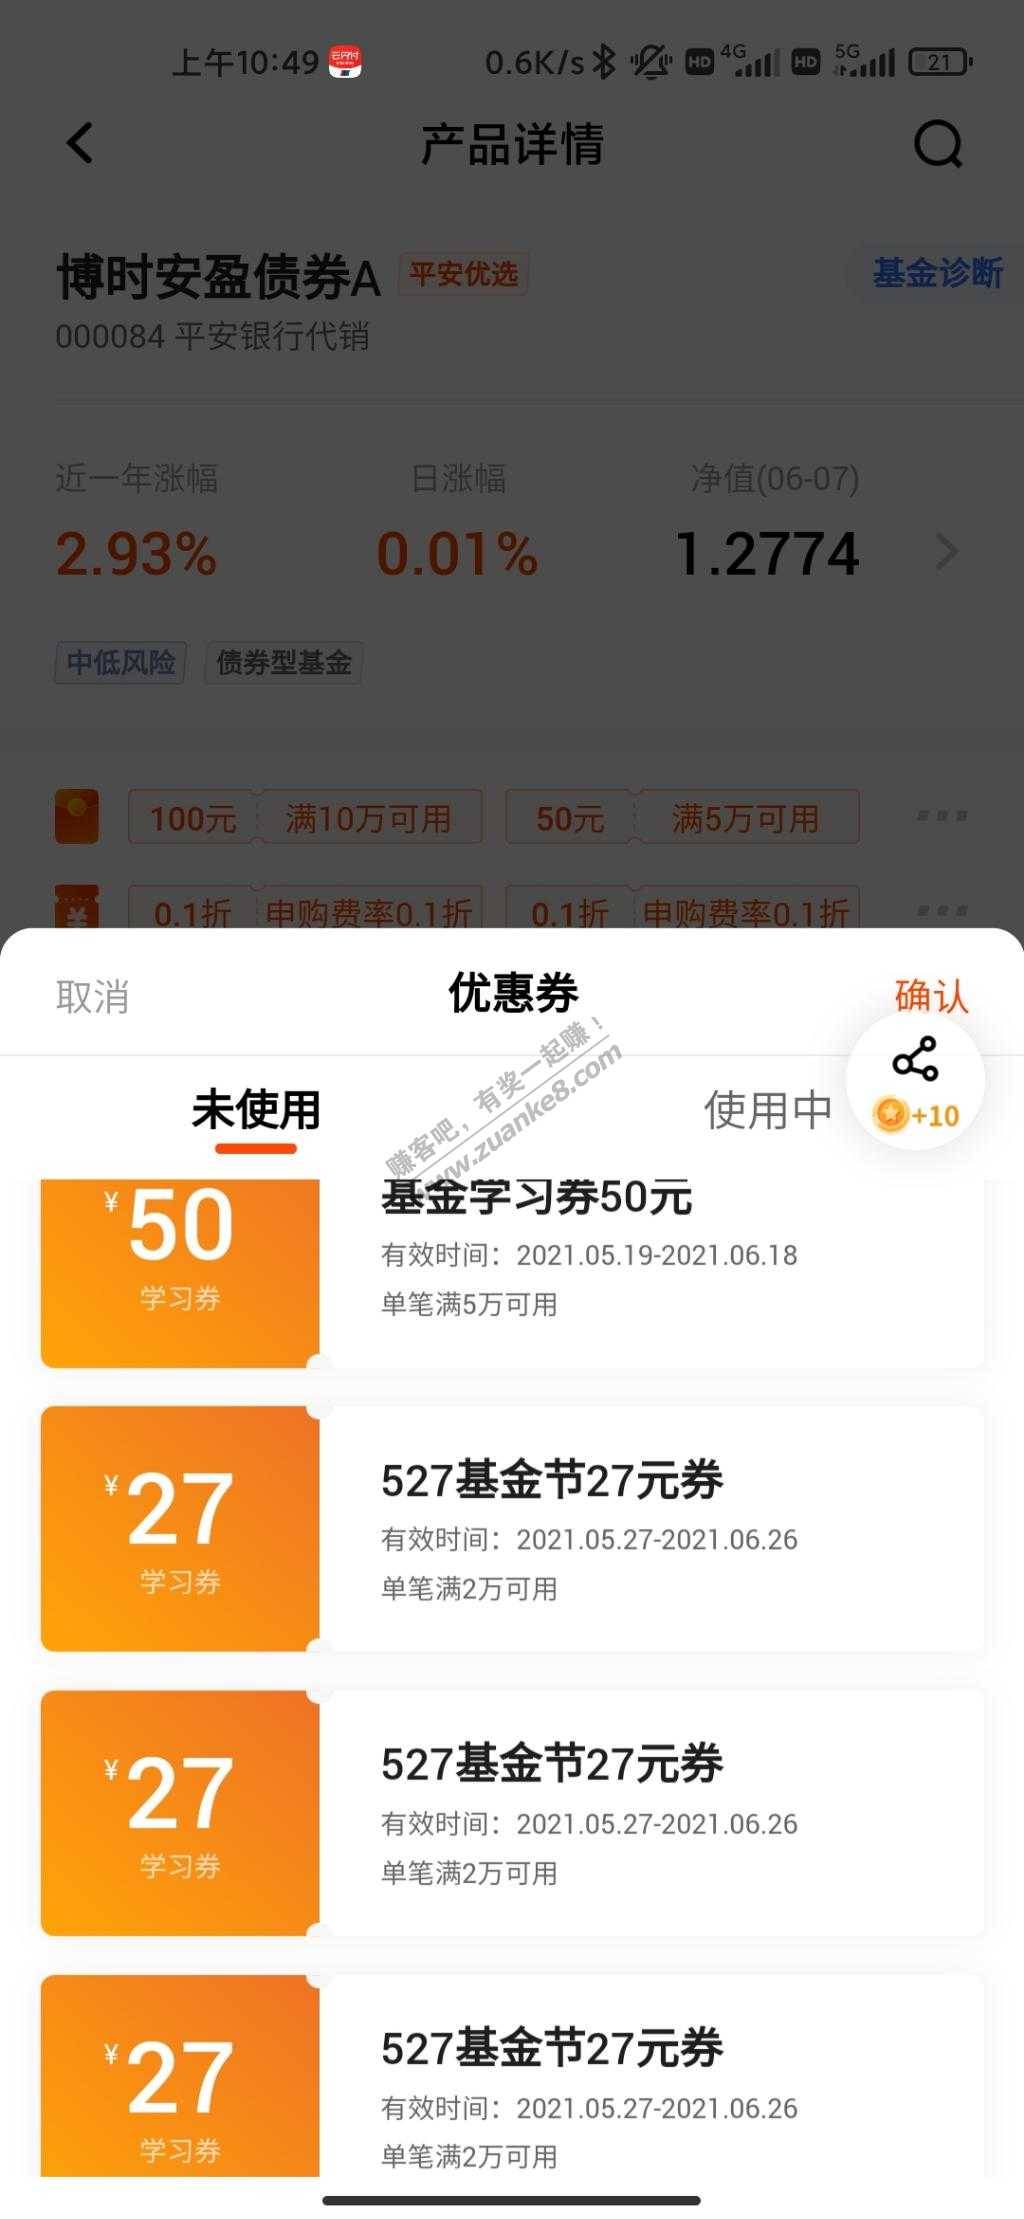 上午10:49 云闪付 0.6K/s HD 4G HD 5G 21
产品详情
博时安盈债券A 平安优选 基金诊断
000084 平安银行代销
近一年涨幅 日涨幅 净值(06-07)
2.93% 0.01% 1.2774
中低风险 债券型基金
100元 满10万可用 50元 满5万可用
¥ 0.1折 申购费率0.1折 0.1折 申购费率0.1折
取消 优惠券 确认
赚客吧，有奖一起赚！
www.zuanke8.com
未使用 使用中 +10
¥50 基金学习券50元
有效时间：2021.05.19-2021.06.18
学习券
单笔满5万可用
¥27 527基金节27元券
有效时间：2021.05.27-2021.06.26
学习券 单笔满2万可用
¥27 527基金节27元券
有效时间：2021.05.27-2021.06.26
学习券 单笔满2万可用
¥27 527基金节27元券
有效时间：2021.05.27-2021.06.26
学习券 单笔满2万可用